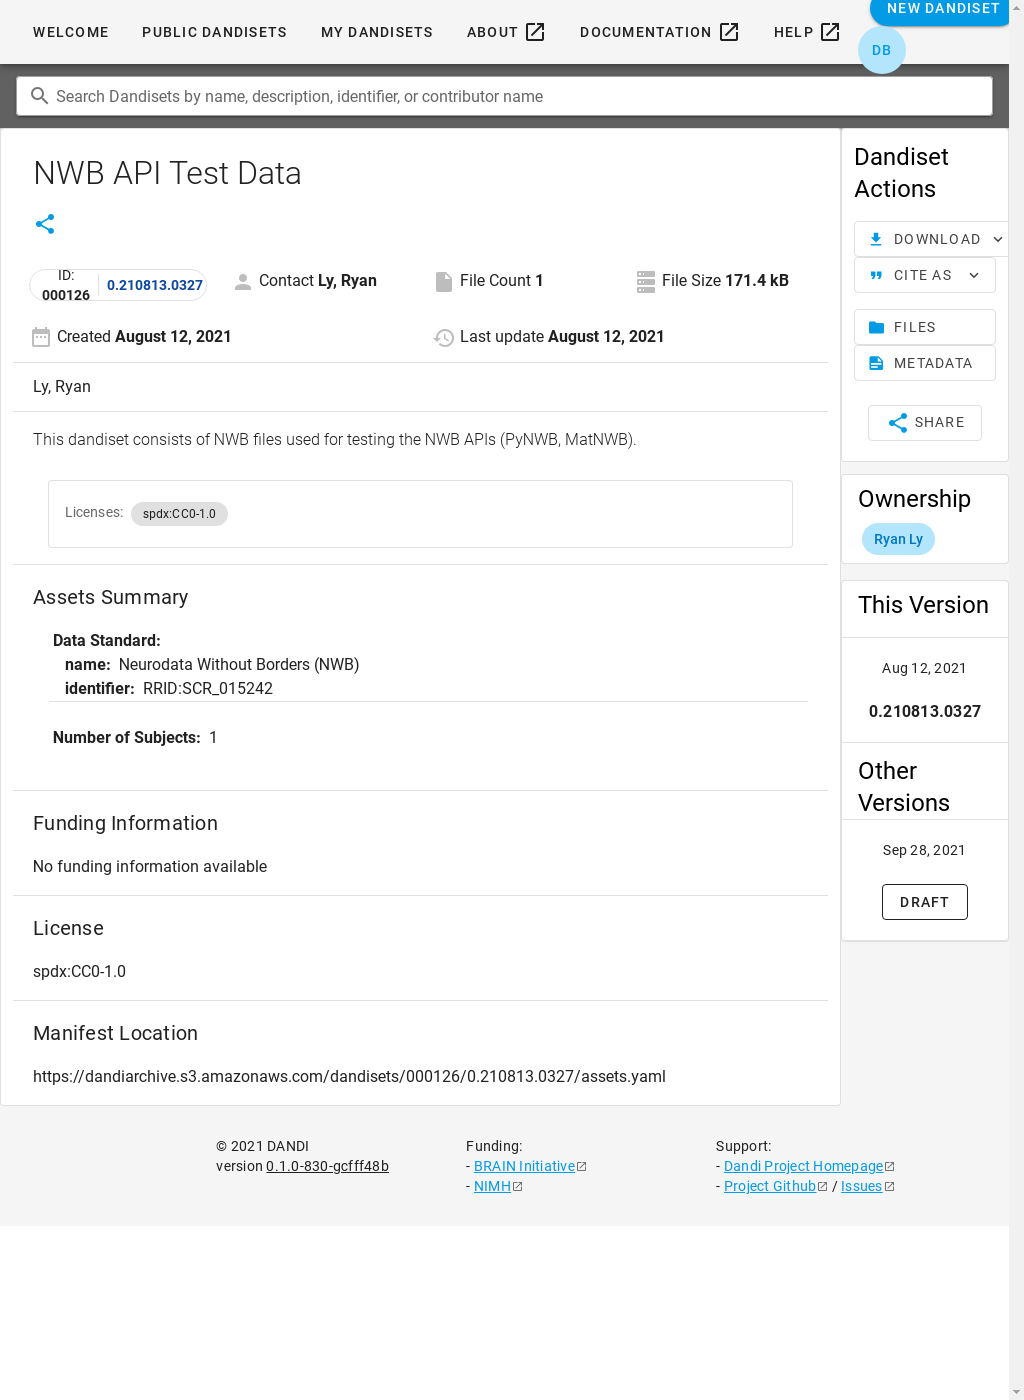 WELCOME PUBLIC DANDISETS MY DANDISETS ABOUT DOCUMENTATION HELP NEW DANDISET
DB
Search Dandisets by name, description, identifier, or contributor name
NWB API Test Data
ID: 000126 0.210813.0327 Contact Ly, Ryan File Count 1 File Size 171.4 kB
Created August 12, 2021 Last update August 12, 2021
Ly, Ryan
This dandiset consists of NWB files used for testing the NWB APIs (PyNWB, MatNWB).
Licenses: spdx:CC0-1.0
Assets Summary
Data Standard:
name: Neurodata Without Borders (NWB)
identifier: RRID:SCR_015242
Number of Subjects: 1
Funding Information
No funding information available
License
spdx:CC0-1.0
Manifest Location
https://dandiarchive.s3.amazonaws.com/dandisets/000126/0.210813.0327/assets.yaml
Dandiset
Actions
DOWNLOAD
CITE AS
FILES
METADATA
SHARE
Ownership
Ryan Ly
This Version
Aug 12, 2021
0.210813.0327
Other
Versions
Sep 28, 2021
DRAFT
© 2021 DANDI
version 0.1.0-830-gcfff48b
Funding:
- BRAIN Initiative
- NIMH
Support:
- Dandi Project Homepage
- Project Github / Issues